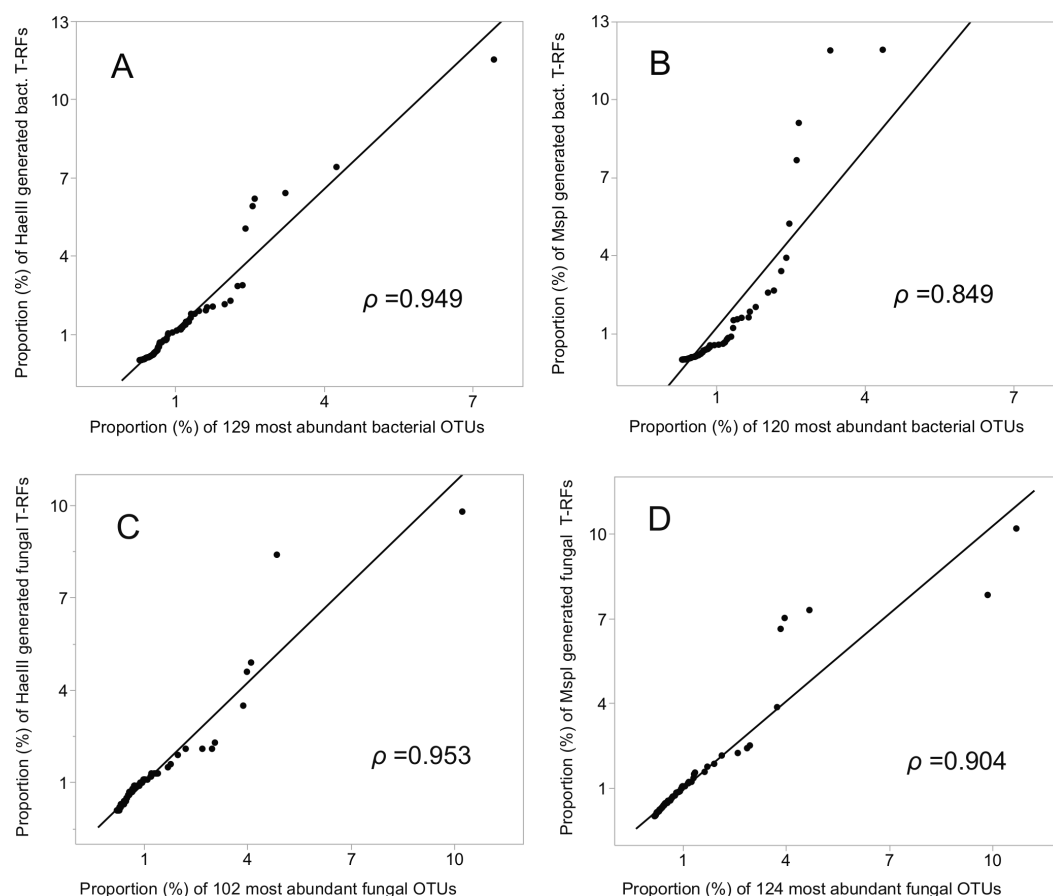 A
Proportion (%) of HaeIII generated bact. T-RFs
13
10
7
4
1
ρ =0.949
1 4 7
Proportion (%) of 129 most abundant bacterial OTUs
B
Proportion (%) of MspI generated bact. T-RFs
13
10
7
4
1
ρ =0.849
1 4 7
Proportion (%) of 120 most abundant bacterial OTUs
C
Proportion (%) of HaeIII generated fungal T-RFs
10
7
4
1
ρ =0.953
1 4 7 10
Proportion (%) of 102 most abundant fungal OTUs
D
Proportion (%) of MspI generated fungal T-RFs
10
7
4
1
ρ =0.904
1 4 7 10
Proportion (%) of 124 most abundant fungal OTUs